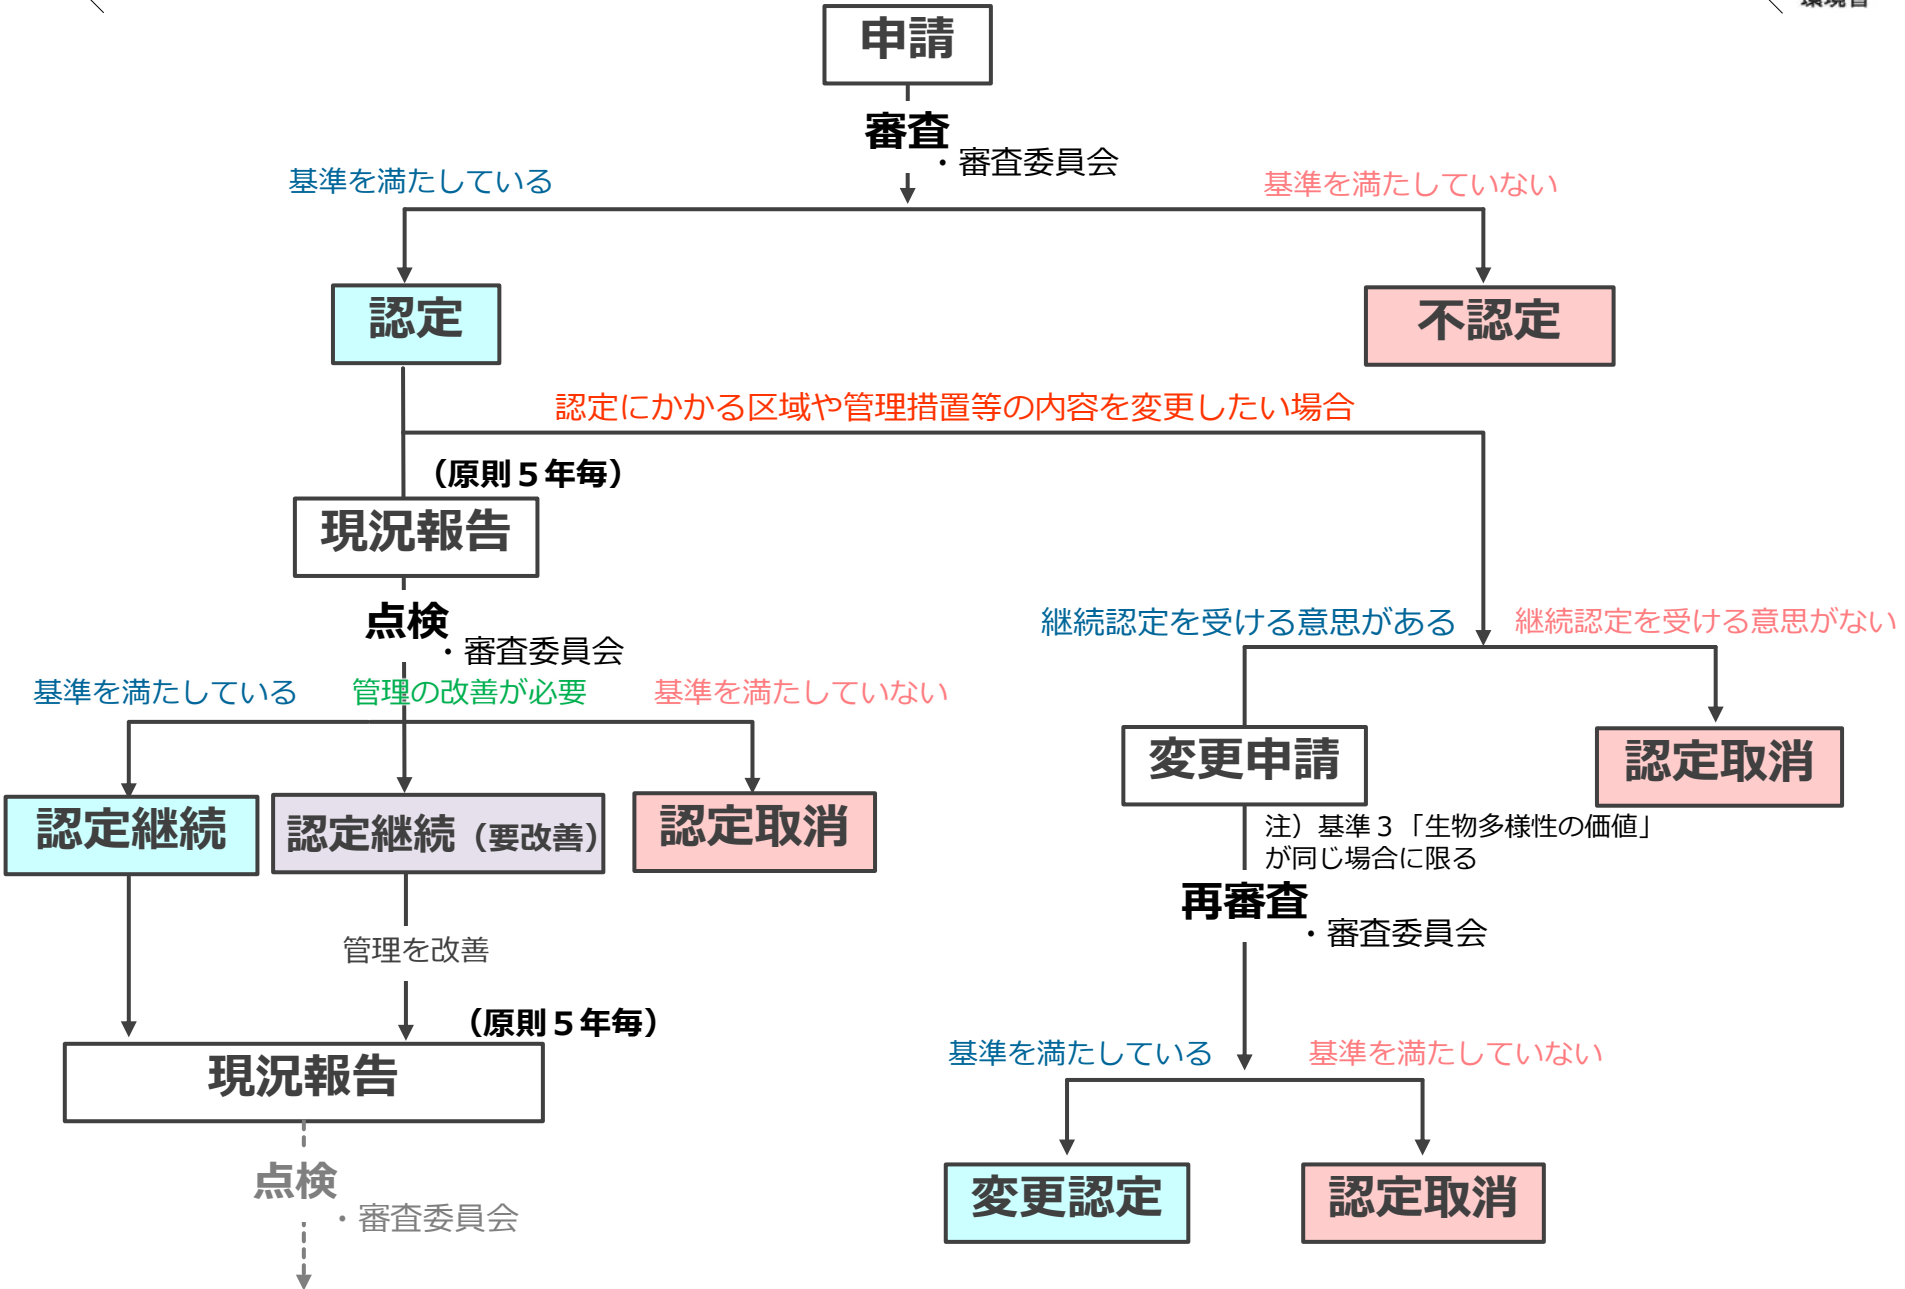 申請
審査
・審査委員会
基準を満たしている
基準を満たしていない
認定
不認定
認定にかかる区域や管理措置等の内容を変更したい場合
（原則５年毎）
現況報告
点検
・審査委員会
継続認定を受ける意思がある
継続認定を受ける意思がない
基準を満たしている
管理の改善が必要
基準を満たしていない
変更申請
認定取消
認定継続
認定継続（要改善）
認定取消
注）基準３「生物多様性の価値」
が同じ場合に限る
再審査
・審査委員会
管理を改善
（原則５年毎）
現況報告
基準を満たしている
基準を満たしていない
点検
・審査委員会
変更認定
認定取消